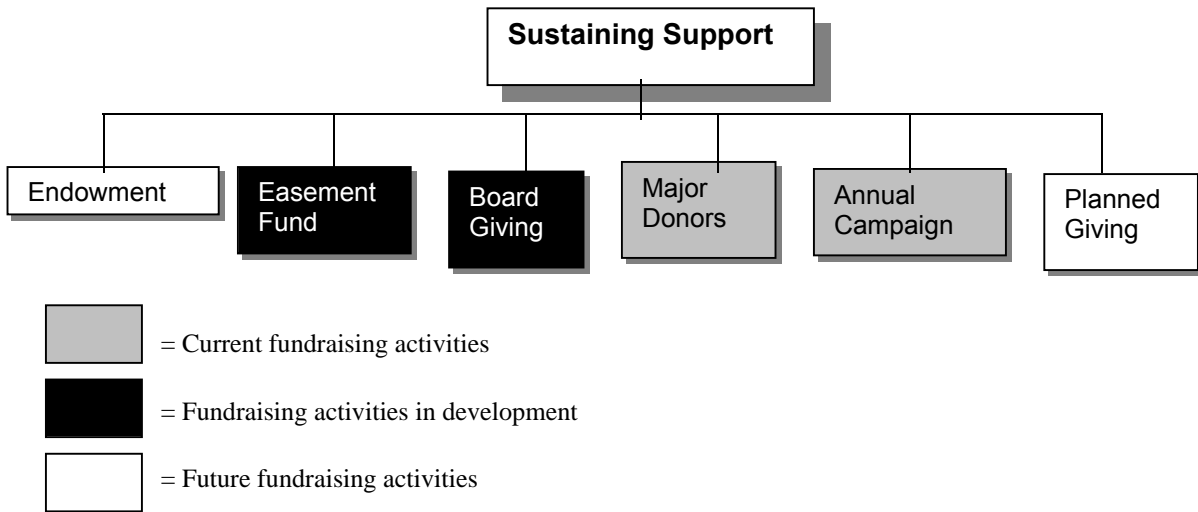 Sustaining Support
Endowment
Easement
Fund
Board
Giving
Major
Donors
Annual
Campaign
Planned
Giving
= Current fundraising activities
= Fundraising activities in development
= Future fundraising activities